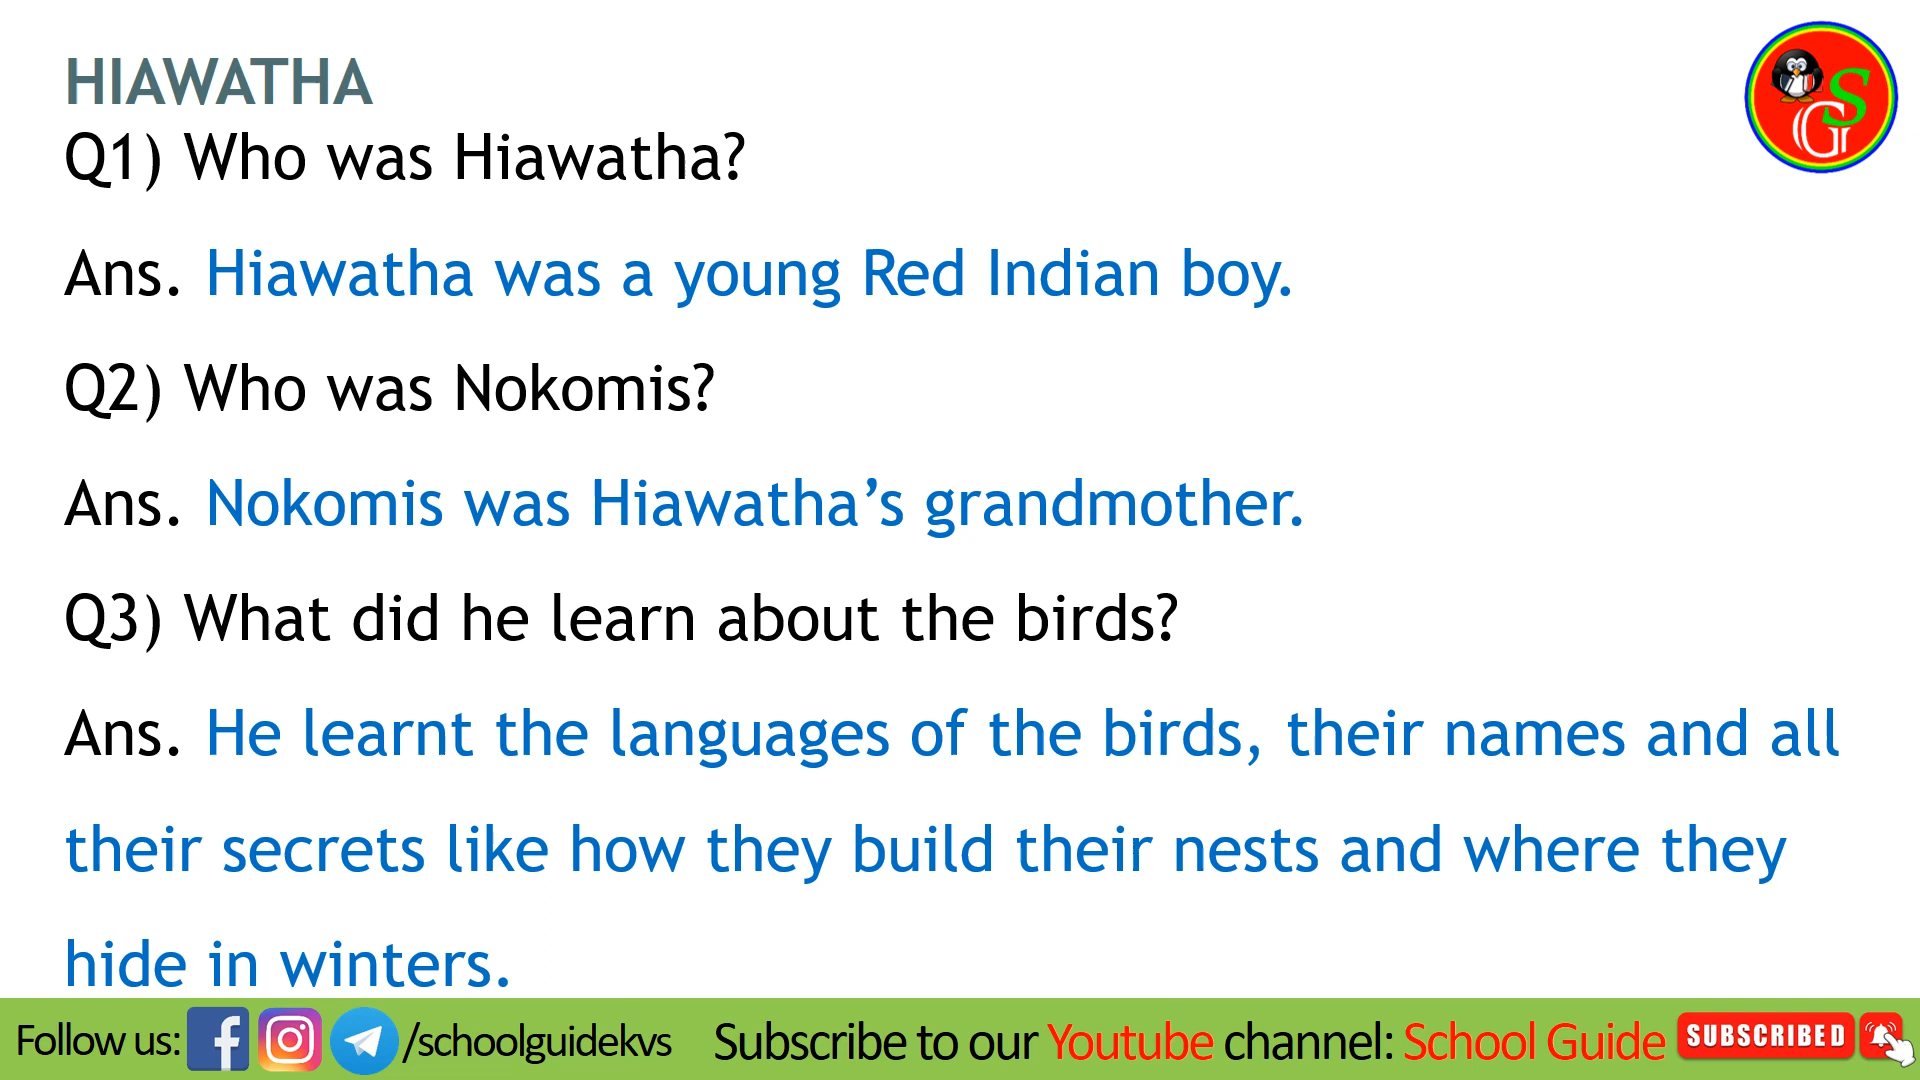 HIAWATHA
Q1) Who was Hiawatha?
Ans. Hiawatha was a young Red Indian boy.
Q2) Who was Nokomis?
Ans. Nokomis was Hiawatha’s grandmother.
Q3) What did he learn about the birds?
Ans. He learnt the languages of the birds, their names and all
their secrets like how they build their nests and where they
hide in winters.
SG
Follow us: /schoolguidekvs Subscribe to our Youtube channel: School Guide SUBSCRIBED